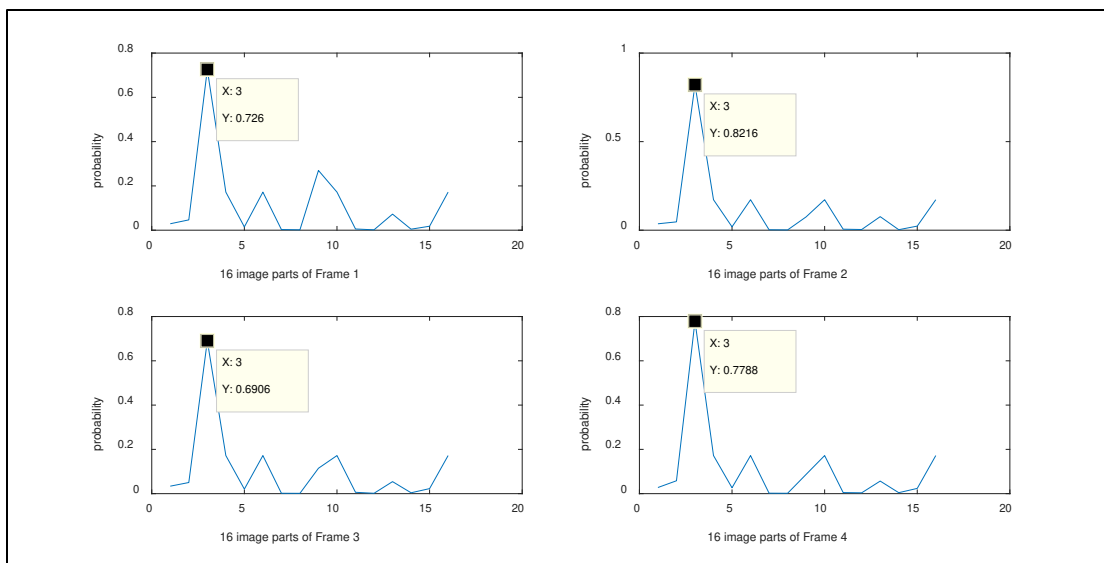 0.8
0.6
0.4
0.2
0
probability
X: 3
Y: 0.726
0 5 10 15 20
16 image parts of Frame 1
1
0.5
0
probability
X: 3
Y: 0.8216
0 5 10 15 20
16 image parts of Frame 2
0.8
0.6
0.4
0.2
0
probability
X: 3
Y: 0.6906
0 5 10 15 20
16 image parts of Frame 3
0.8
0.6
0.4
0.2
0
probability
X: 3
Y: 0.7788
0 5 10 15 20
16 image parts of Frame 4